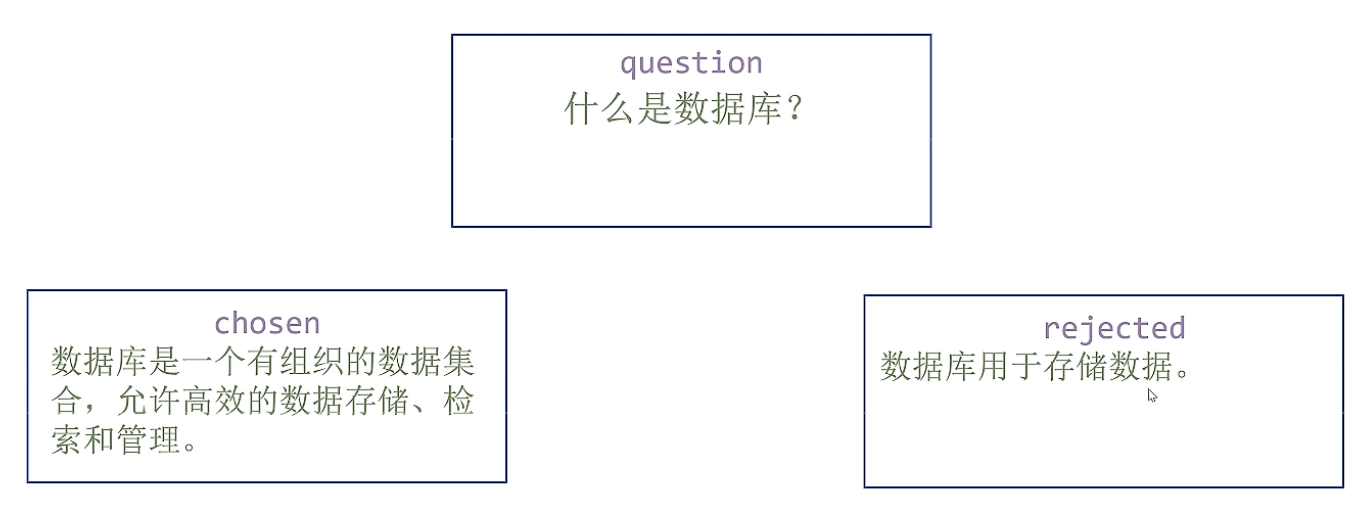 question
什么是数据库？
chosen
数据库是一个有组织的数据集
合，允许高效的数据存储、检
索和管理。
rejected
数据库用于存储数据。